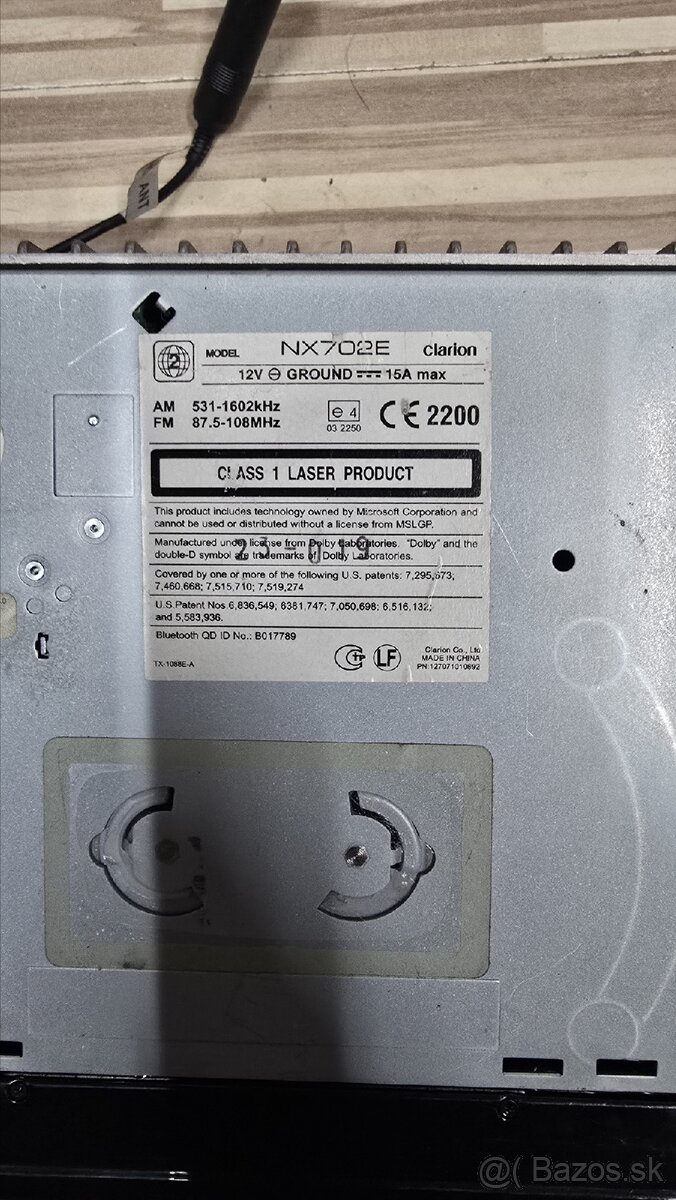 ANT
2
MODEL NX702E clarion
12V ⊖ GROUND 15A max
AM 531-1602kHz
FM 87.5-108MHz
e 4
03 2250
CE 2200
CLASS 1 LASER PRODUCT
This product includes technology owned by Microsoft Corporation and
cannot be used or distributed without a license from MSLGP.
Manufactured under license from Dolby Laboratories. "Dolby" and the
double-D symbol are trademarks of Dolby Laboratories.
23-019
Covered by one or more of the following U.S. patents: 7,295,673;
7,460,668; 7,515,710; 7,519,274
U.S.Patent Nos.6,836,549; 6381,747; 7,050,698; 6,516,132;
and 5,583,936.
Bluetooth QD ID No.: B017789
TX-1088E-A
LF
Clarion Co., Ltd
MADE IN CHINA
PN:127071010892
@( Bazos.sk